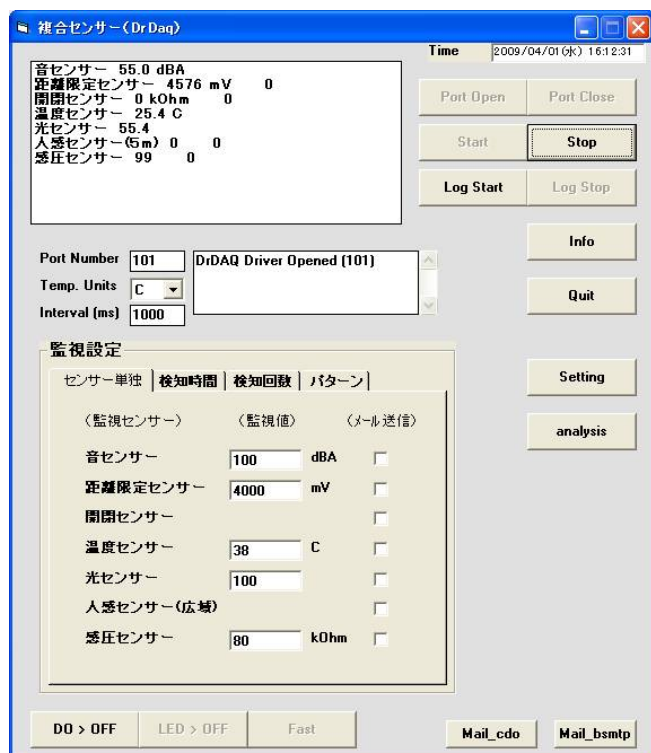 複合センサー(DrDaq)
Time 2009/04/01(水) 16:12:31
音センサー 55.0 dBA
距離限定センサー 4576 mV 0
開閉センサー 0 kOhm 0
温度センサー 25.4 C
光センサー 55.4
人感センサー(5m) 0 0
感圧センサー 99 0
Port Open Port Close
Start Stop
Log Start Log Stop
Info
Quit
Port Number 101 DrDAQ Driver Opened (101)
Temp. Units C
Interval (ms) 1000
Setting
analysis
監視設定
センサー単独 検知時間 検知回数 パターン
(監視センサー) (監視値) (メール送信)
音センサー 100 dBA
距離限定センサー 4000 mV
開閉センサー
温度センサー 38 C
光センサー 100
人感センサー(広域)
感圧センサー 80 kOhm
DO > OFF LED > OFF Fast Mail_cdo Mail_bsmtp